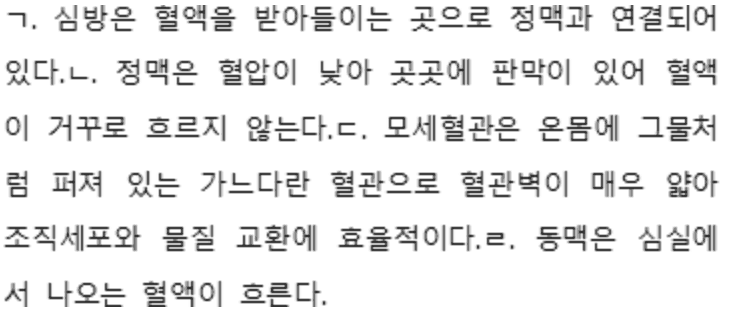 ㄱ. 심방은 혈액을 받아들이는 곳으로 정맥과 연결되어
있다.ㄴ. 정맥은 혈압이 낮아 곳곳에 판막이 있어 혈액
이 거꾸로 흐르지 않는다.ㄷ. 모세혈관은 온몸에 그물처
럼 퍼져 있는 가느다란 혈관으로 혈관벽이 매우 얇아
조직세포와 물질 교환에 효율적이다.ㄹ. 동맥은 심실에
서 나오는 혈액이 흐른다.